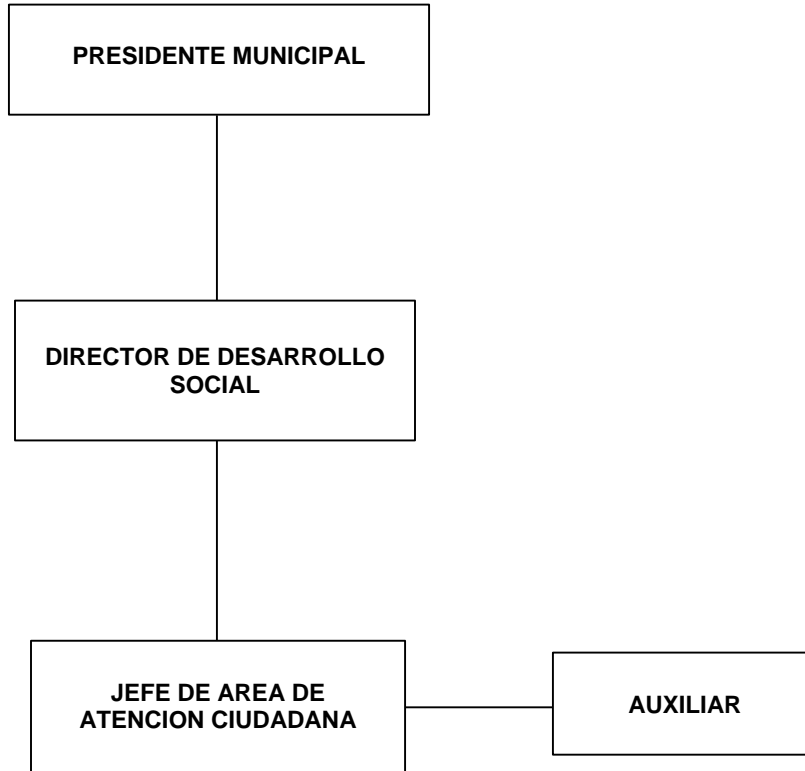 PRESIDENTE MUNICIPAL
DIRECTOR DE DESARROLLO
SOCIAL
JEFE DE AREA DE
ATENCION CIUDADANA
AUXILIAR